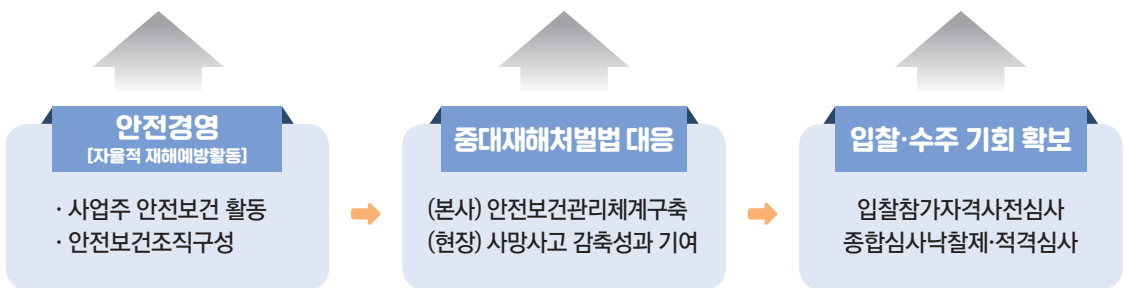 안전경영
[자율적 재해예방활동]
· 사업주 안전보건 활동
· 안전보건조직구성
중대재해처벌법 대응
(본사) 안전보건관리체계구축
(현장) 사망사고 감축성과 기여
입찰·수주 기회 확보
입찰참가자격사전심사
종합심사낙찰제·적격심사